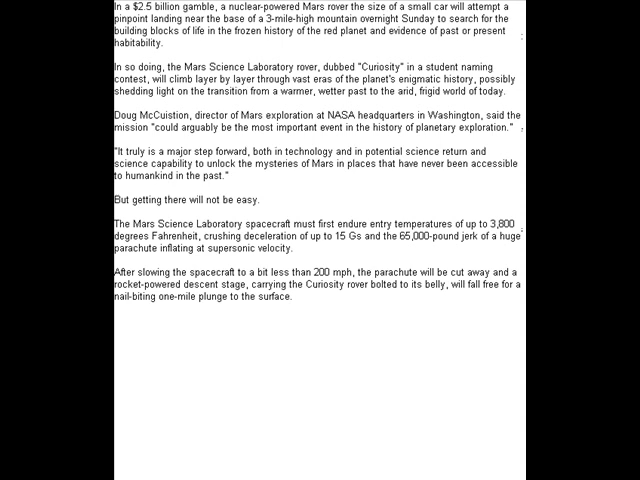 In a $2.5 billion gamble, a nuclear-powered Mars rover the size of a small car will attempt a
pinpoint landing near the base of a 3-mile-high mountain overnight Sunday to search for the
building blocks of life in the frozen history of the red planet and evidence of past or present
habitability.
In so doing, the Mars Science Laboratory rover, dubbed "Curiosity" in a student naming
contest, will climb layer by layer through vast eras of the planet's enigmatic history, possibly
shedding light on the transition from a warmer, wetter past to the arid, frigid world of today.
Doug McCuistion, director of Mars exploration at NASA headquarters in Washington, said the
mission "could arguably be the most important event in the history of planetary exploration."
"It truly is a major step forward, both in technology and in potential science return and
science capability to unlock the mysteries of Mars in places that have never been accessible
to humankind in the past."
But getting there will not be easy.
The Mars Science Laboratory spacecraft must first endure entry temperatures of up to 3,800
degrees Fahrenheit, crushing deceleration of up to 15 Gs and the 65,000-pound jerk of a huge
parachute inflating at supersonic velocity.
After slowing the spacecraft to a bit less than 200 mph, the parachute will be cut away and a
rocket-powered descent stage, carrying the Curiosity rover bolted to its belly, will fall free for a
nail-biting one-mile plunge to the surface.